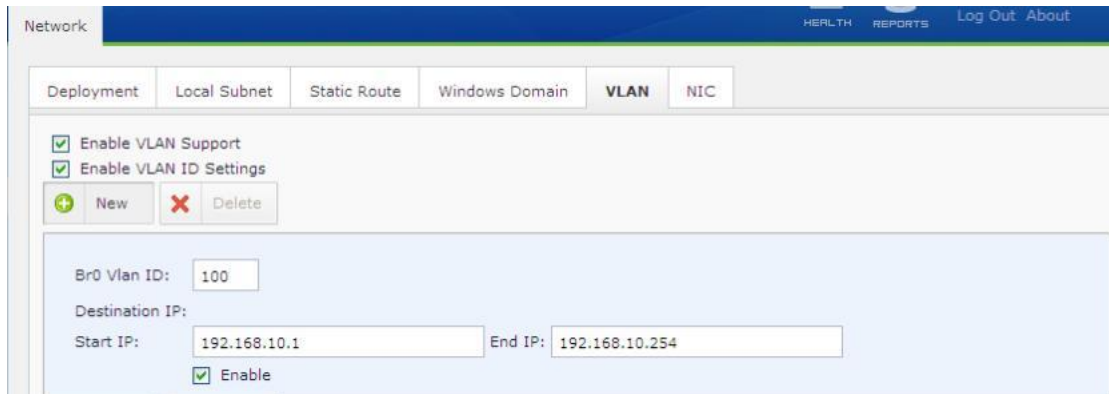 Network
HEALTH REPORTS Log Out About
Deployment Local Subnet Static Route Windows Domain VLAN NIC
Enable VLAN Support
Enable VLAN ID Settings
New Delete
Br0 Vlan ID: 100
Destination IP:
Start IP: 192.168.10.1 End IP: 192.168.10.254
Enable